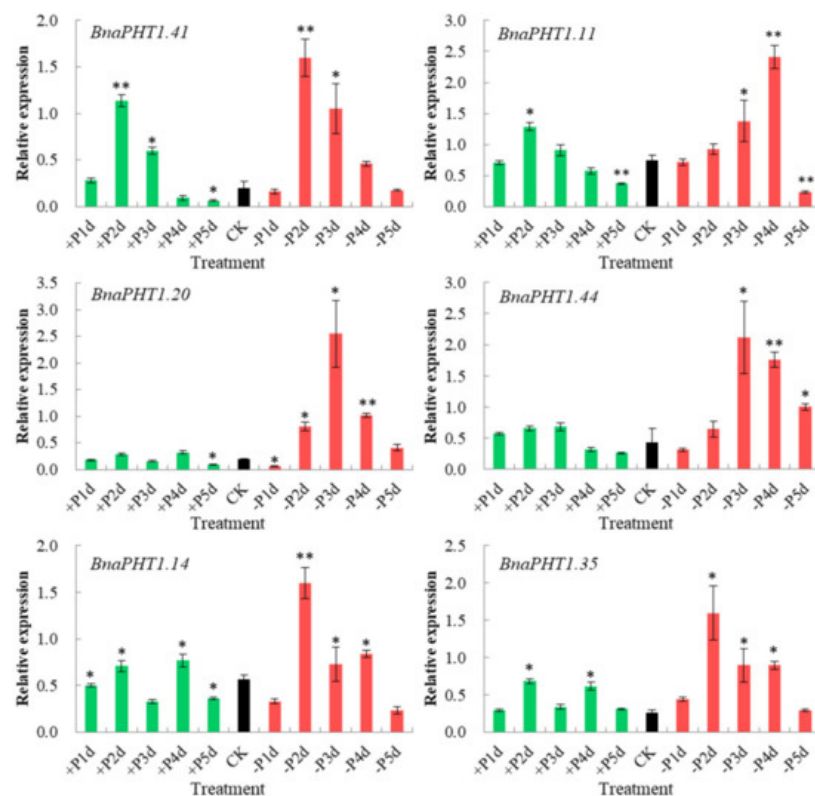 BnaPHT1.41
Relative expression
2.0
1.5
1.0
0.5
0.0
** * * ** *
+P1d +P2d +P3d +P4d +P5d CK -P1d -P2d -P3d -P4d -P5d
Treatment
BnaPHT1.11
Relative expression
3.0
2.5
2.0
1.5
1.0
0.5
0.0
* ** * ** **
+P1d +P2d +P3d +P4d +P5d CK -P1d -P2d -P3d -P4d -P5d
Treatment
BnaPHT1.20
Relative expression
3.5
3.0
2.5
2.0
1.5
1.0
0.5
0.0
* * * * **
+P1d +P2d +P3d +P4d +P5d CK -P1d -P2d -P3d -P4d -P5d
Treatment
BnaPHT1.44
Relative expression
3.0
2.5
2.0
1.5
1.0
0.5
0.0
* ** *
+P1d +P2d +P3d +P4d +P5d CK -P1d -P2d -P3d -P4d -P5d
Treatment
BnaPHT1.14
Relative expression
2.0
1.5
1.0
0.5
0.0
* * * * ** * *
+P1d +P2d +P3d +P4d +P5d CK -P1d -P2d -P3d -P4d -P5d
Treatment
BnaPHT1.35
Relative expression
2.5
2.0
1.5
1.0
0.5
0.0
* * * * *
+P1d +P2d +P3d +P4d +P5d CK -P1d -P2d -P3d -P4d -P5d
Treatment